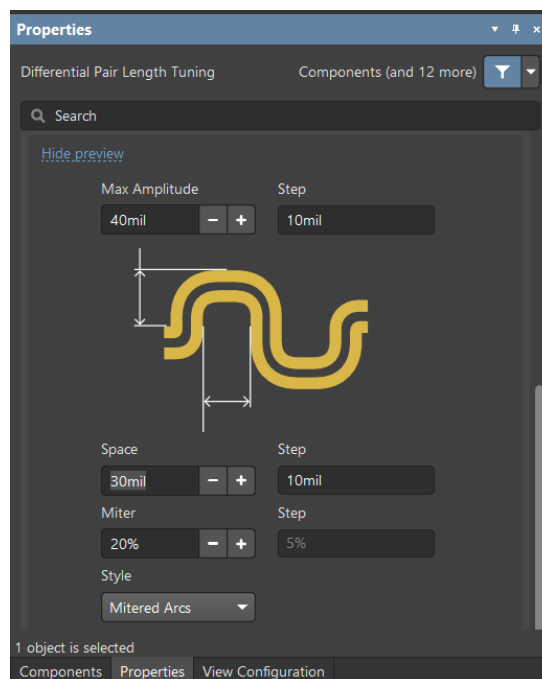 Properties
Differential Pair Length Tuning Components (and 12 more)
Search
Hide preview
Max Amplitude Step
40mil 10mil
Space Step
30mil 10mil
Miter Step
20% 5%
Style
Mitered Arcs
1 object is selected
Components Properties View Configuration